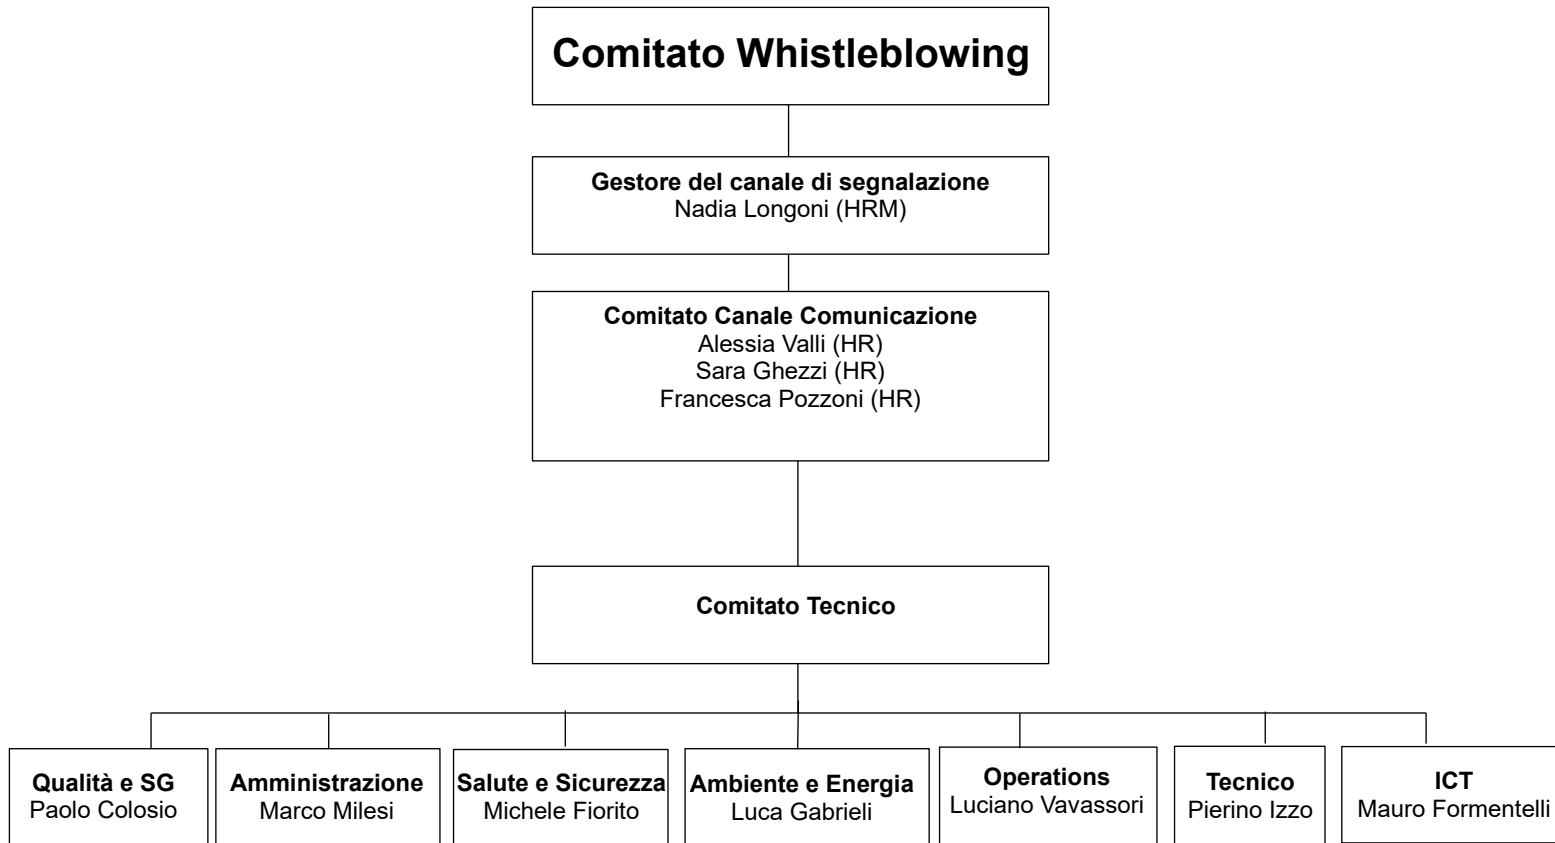 Comitato Whistleblowing
Gestore del canale di segnalazione
Nadia Longoni (HRM)
Comitato Canale Comunicazione
Alessia Valli (HR)
Sara Ghezzi (HR)
Francesca Pozzoni (HR)
Comitato Tecnico
Qualità e SG
Paolo Colosio
Amministrazione
Marco Milesi
Salute e Sicurezza
Michele Fiorito
Ambiente e Energia
Luca Gabrieli
Operations
Luciano Vavassori
Tecnico
Pierino Izzo
ICT
Mauro Formentelli